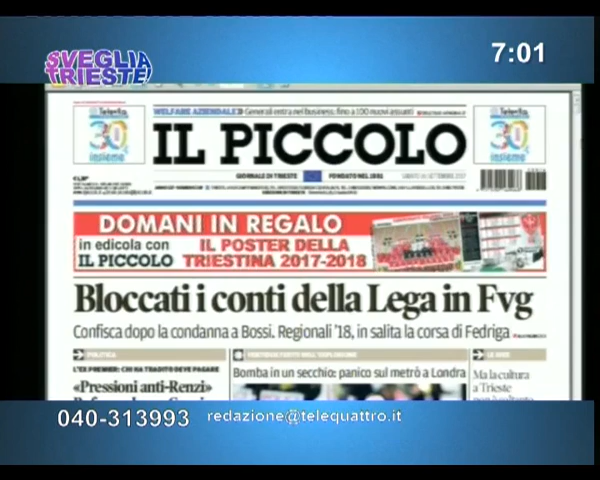 SVEGLIA
TRIESTE!
7:01
WELFARE AZIENDALE Generali entra nel business: fino a 100 nuovi assunti
Telenta
30
insieme
Telenta
30
insieme
IL PICCOLO
GIORNALE DI TRIESTE FONDATO NEL 1881
DOMANI IN REGALO
in edicola con
IL PICCOLO
IL POSTER DELLA
TRIESTINA 2017-2018
Bloccati i conti della Lega in Fvg
Confisca dopo la condanna a Bossi. Regionali '18, in salita la corsa di Fedriga
POLITICA
LE IDEE
L'EX PREMIER: CHI HA TRADITO DEVE PAGARE
«Pressioni anti-Renzi»
Bomba in un secchio: panico sul metrò a Londra
Ma la cultura
a Trieste
040-313993
redazione@telequattro.it